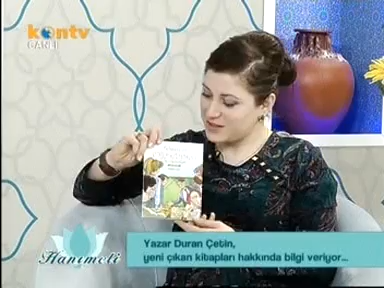 kontv
CANLI
Hanımeli
Yazar Duran Çetin,
yeni çıkan kitapları hakkında bilgi veriyor...